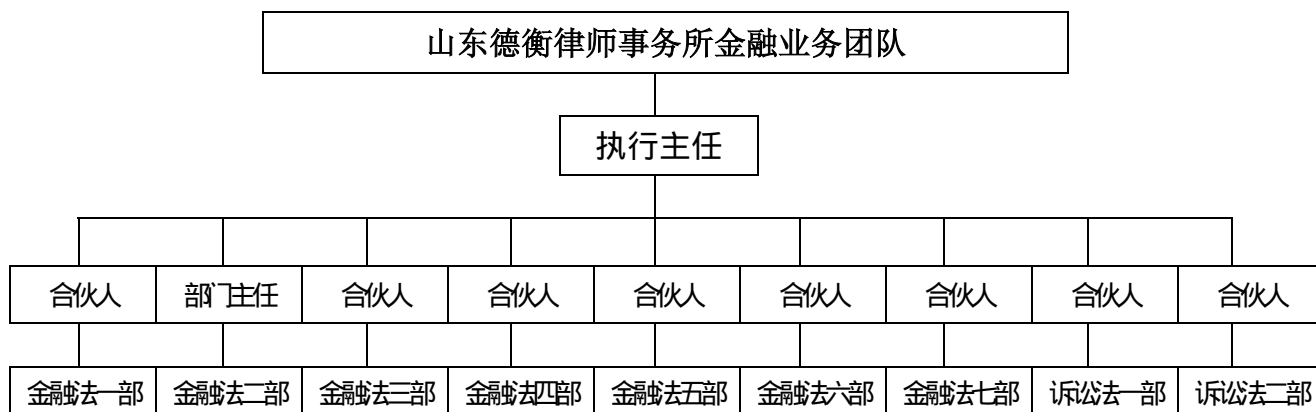 山东德衡律师事务所金融业务团队
执行主任
合伙人 部门主任 合伙人 合伙人 合伙人 合伙人 合伙人 合伙人 合伙人
金融法一部 金融法二部 金融法三部 金融法四部 金融法五部 金融法六部 金融法七部 诉讼法一部 诉讼法二部